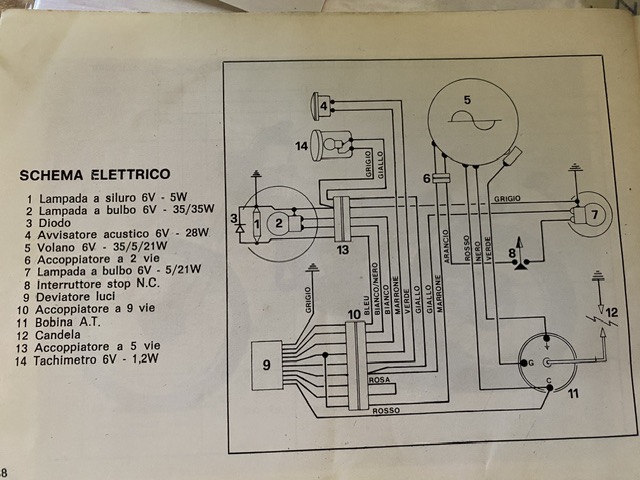 SCHEMA ELETTRICO
1 Lampada a siluro 6V - 5W
2 Lampada a bulbo 6V - 35/35W
3 Diodo
4 Avvisatore acustico 6V - 28W
5 Volano 6V - 35/5/21W
6 Accoppiatore a 2 vie
7 Lampada a bulbo 6V - 5/21W
8 Interruttore stop N.C.
9 Deviatore luci
10 Accoppiatore a 9 vie
11 Bobina A.T.
12 Candela
13 Accoppiatore a 5 vie
14 Tachimetro 6V - 1,2W
4
5
14
GRIGIO
GIALLO
6
GRIGIO
3
1
2
13
7
8
ARANCIO
ROSSO
NERO
VERDE
GRIGIO
BLEU
BIANCO/NERO
BIANCO
MARRONE
VERDE
GIALLO
GIALLO
MARRONE
10
12
9
G
C
ROSA
11
ROSSO
8